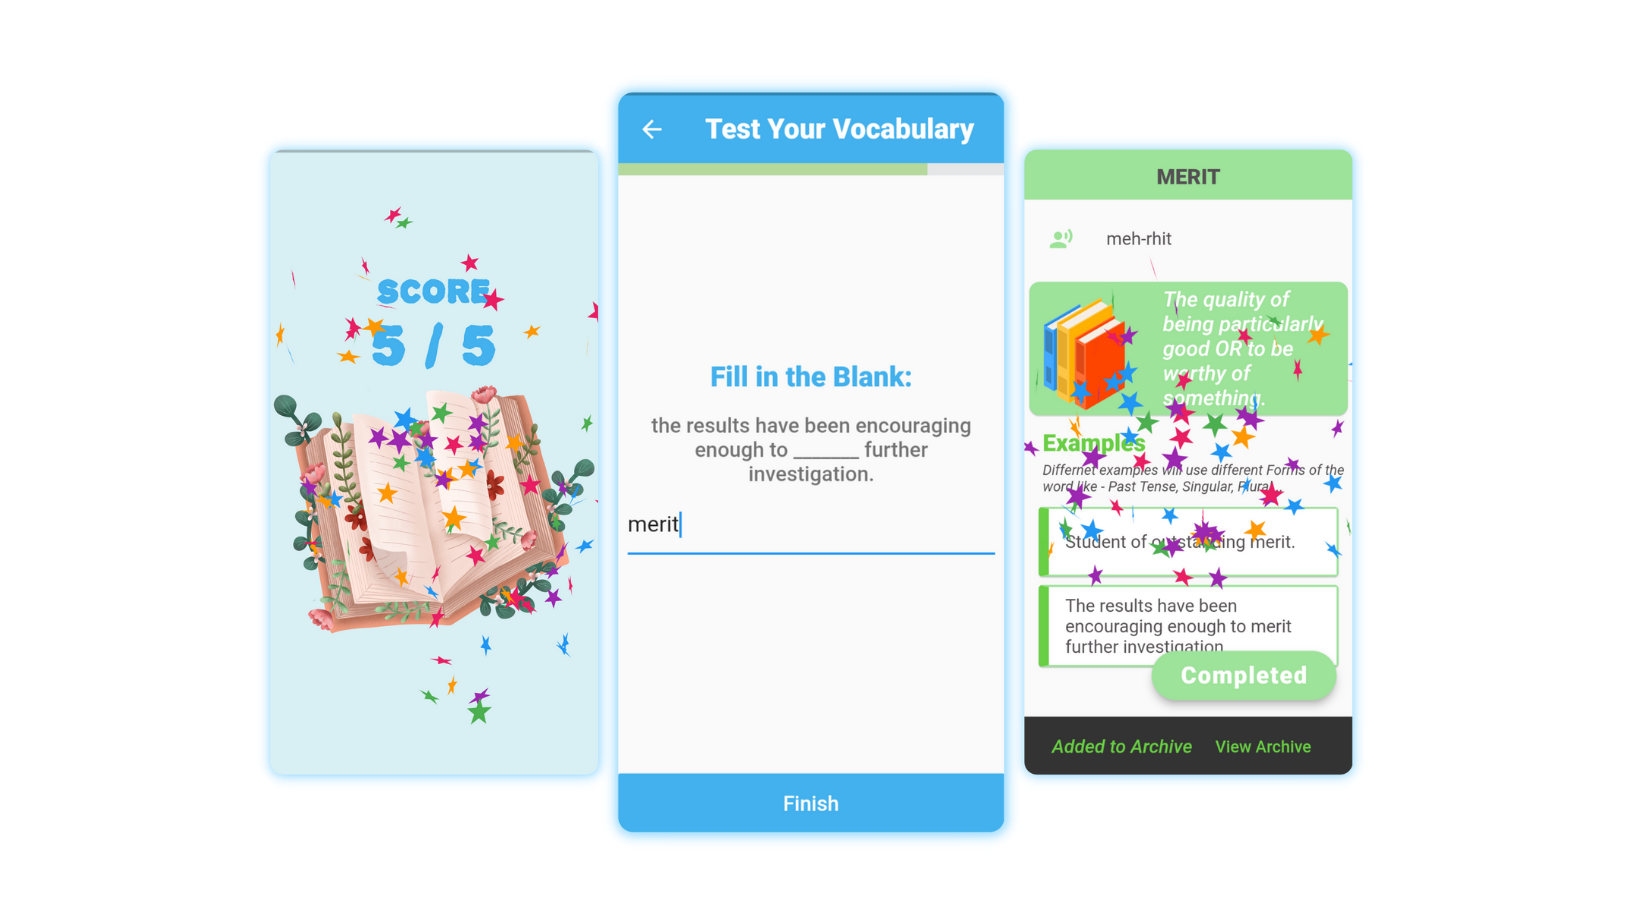 SCORE
5 / 5
Test Your Vocabulary
Fill in the Blank:
the results have been encouraging
enough to _______ further
investigation.
merit
Finish
MERIT
meh-rhit
The quality of
being particularly
good OR to be
worthy of
something.
Examples
Differnet examples will use different Forms of the
word like - Past Tense, Singular, Plural...
Student of outstanding merit.
The results have been
encouraging enough to merit
further investigation
Completed
Added to Archive View Archive